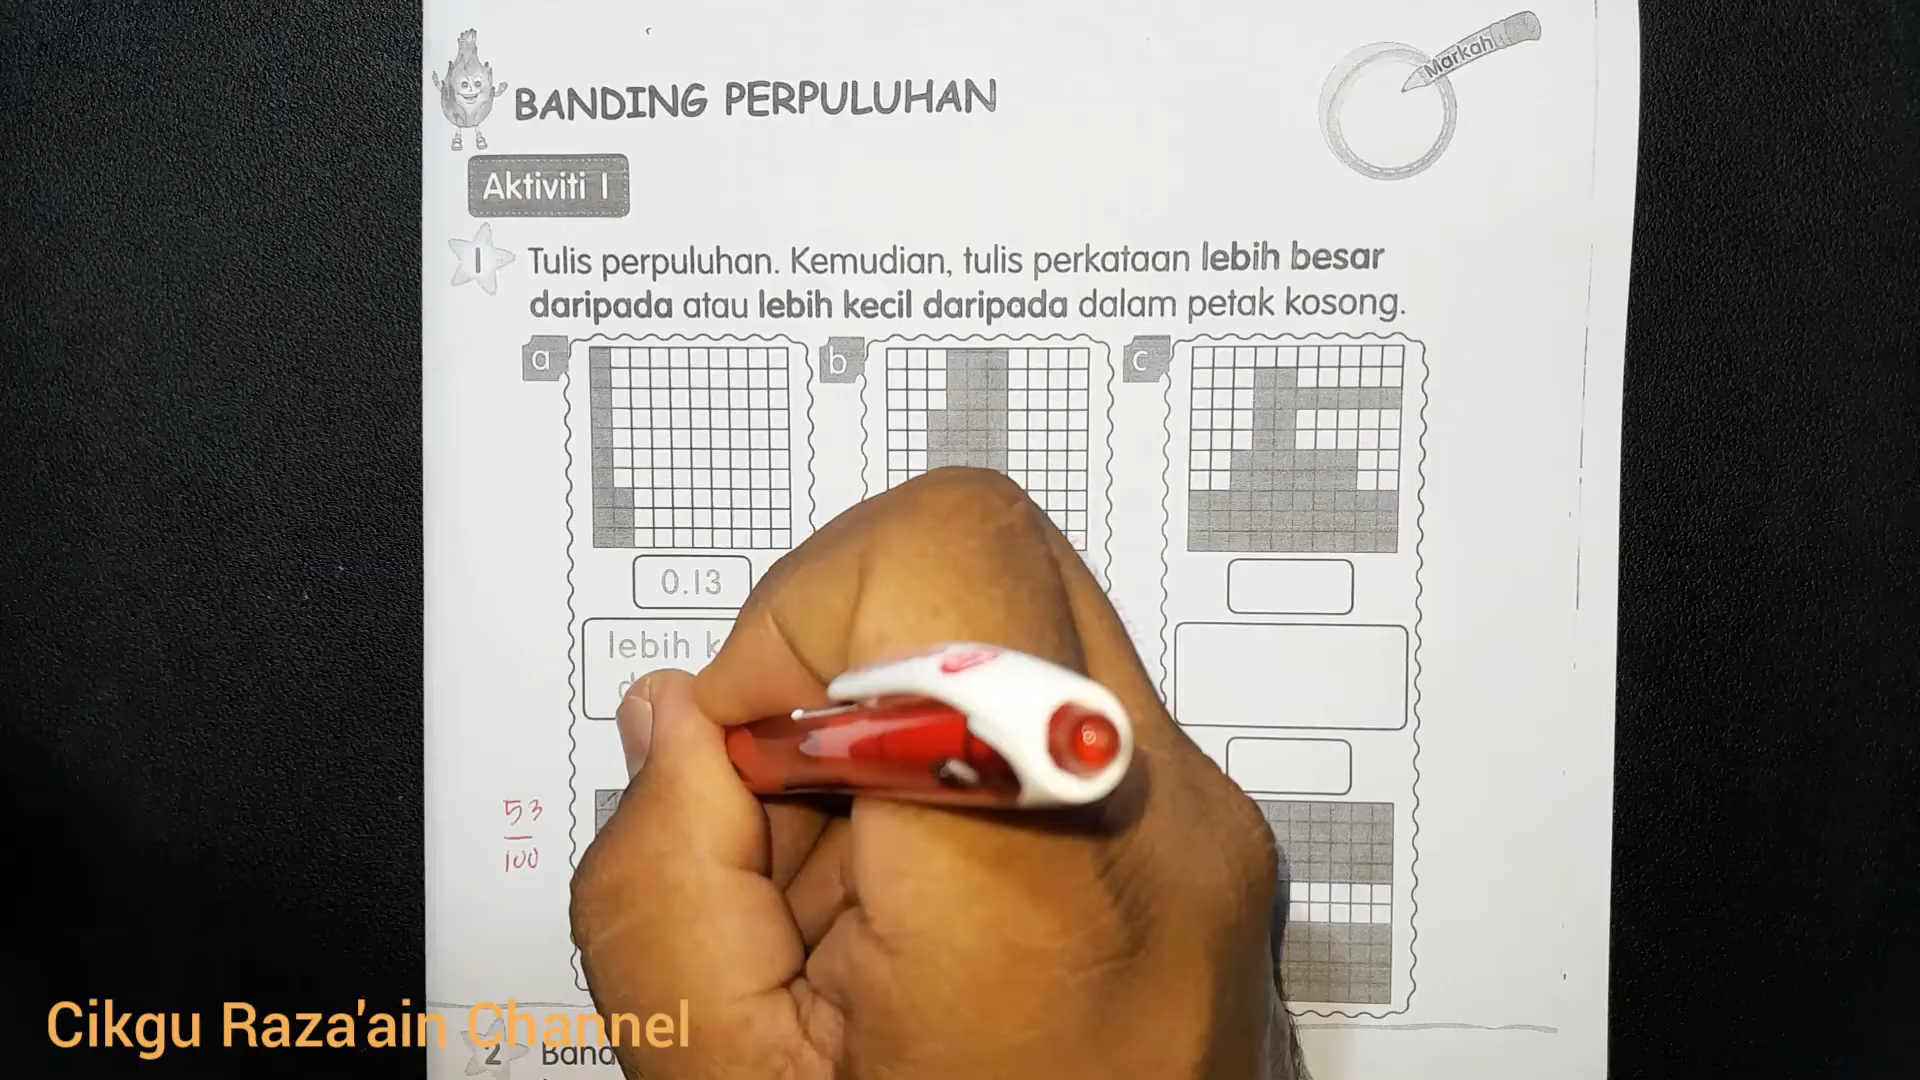 Markah
BANDING PERPULUHAN
Aktiviti 1
1 Tulis perpuluhan. Kemudian, tulis perkataan lebih besar
daripada atau lebih kecil daripada dalam petak kosong.
a
b
c
0.13
lebih
53
100
Cikgu Raza'ain Channel
2